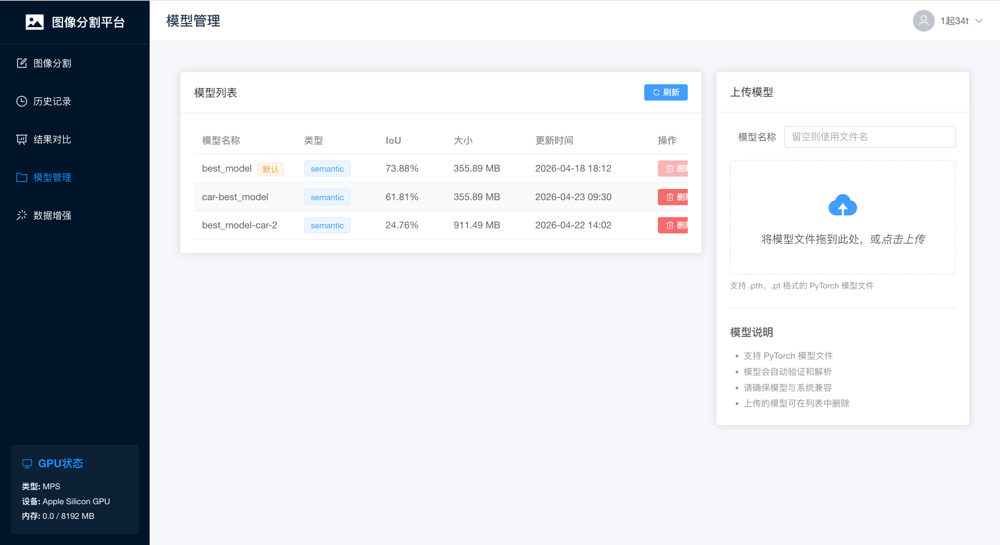 图像分割平台
图像分割
历史记录
结果对比
模型管理
数据增强
GPU状态
类型: MPS
设备: Apple Silicon GPU
内存: 0.0 / 8192 MB
模型管理
1起34t
模型列表
刷新
模型名称 类型 IoU 大小 更新时间 操作
best_model 默认 semantic 73.88% 355.89 MB 2026-04-18 18:12 删
car-best_model semantic 61.81% 355.89 MB 2026-04-23 09:30 删
best_model-car-2 semantic 24.76% 911.49 MB 2026-04-22 14:02 删
上传模型
模型名称 留空则使用文件名
将模型文件拖到此处，或点击上传
支持 .pth、.pt 格式的 PyTorch 模型文件
模型说明
• 支持 PyTorch 模型文件
• 模型会自动验证和解析
• 请确保模型与系统兼容
• 上传的模型可在列表中删除